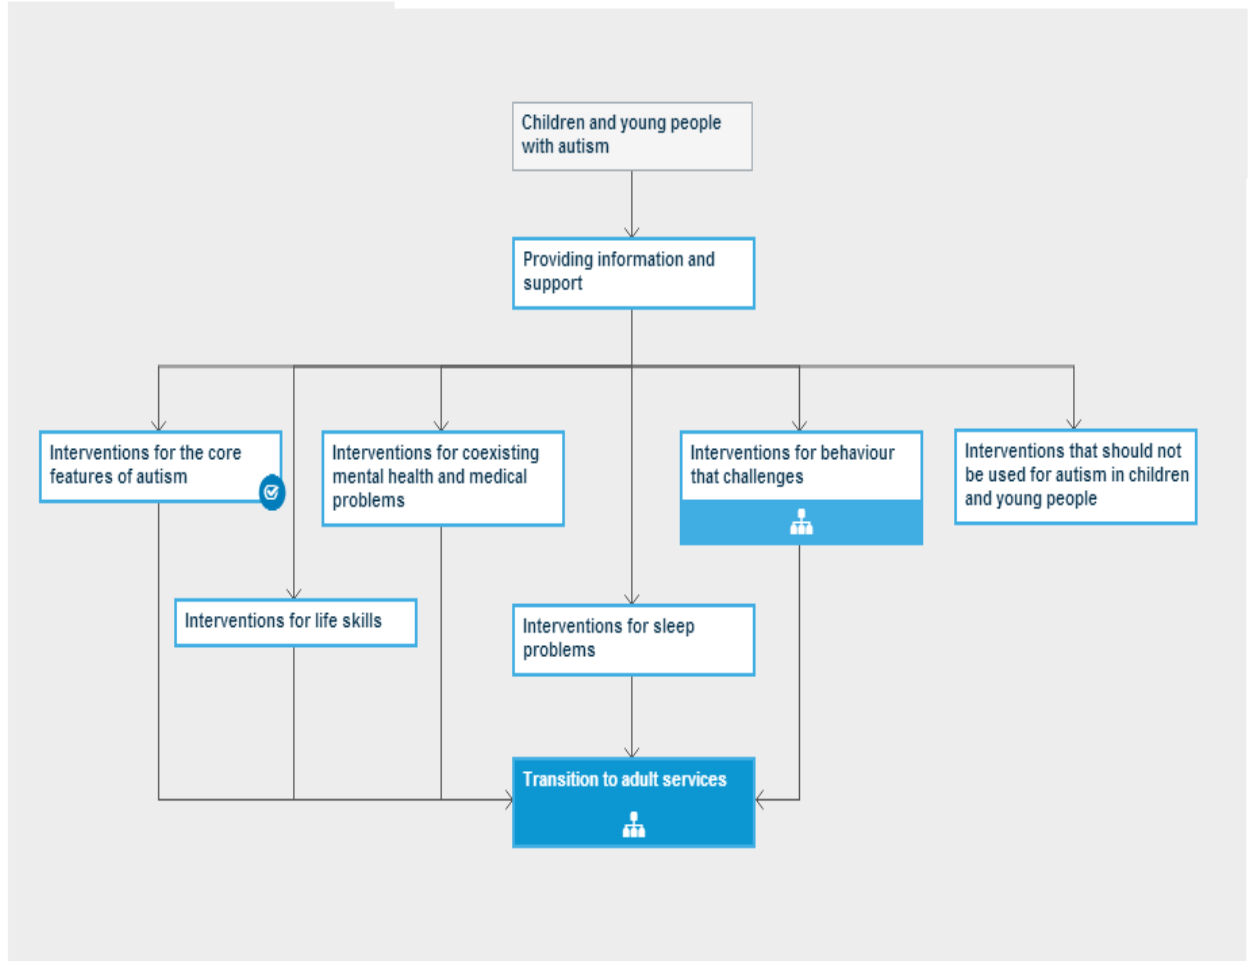 Children and young people
with autism
Providing information and
support
Interventions for the core
features of autism
Interventions for coexisting
mental health and medical
problems
Interventions for behaviour
that challenges
Interventions that should not
be used for autism in children
and young people
Interventions for life skills
Interventions for sleep
problems
Transition to adult services